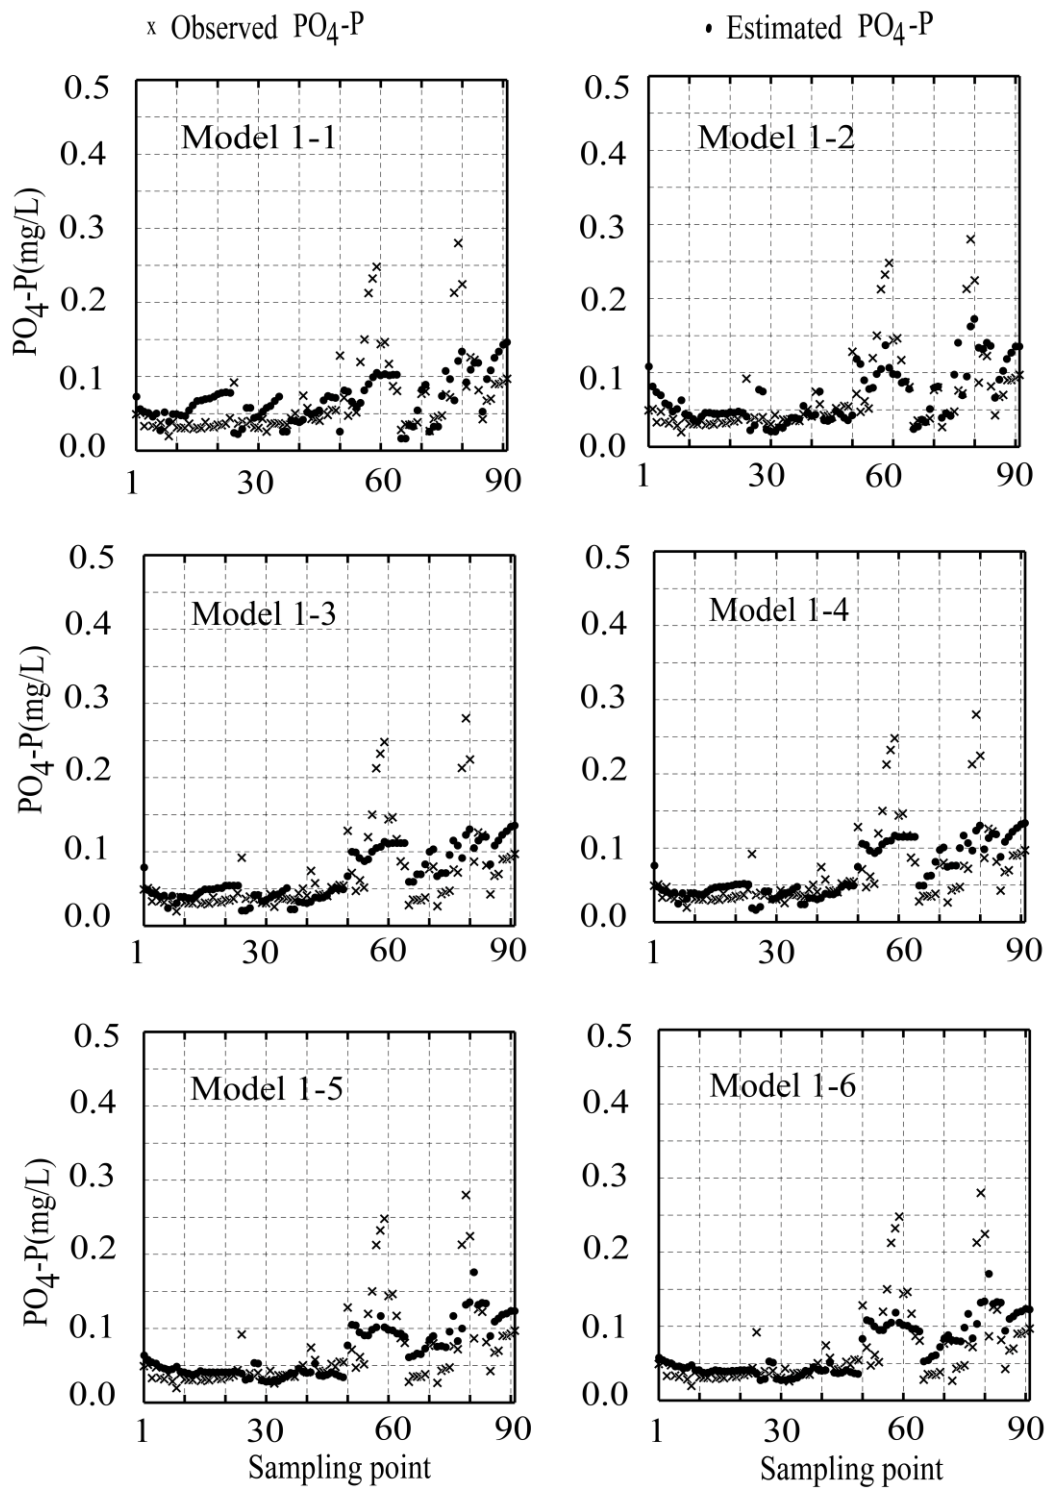 x Observed PO4-P
• Estimated PO4-P
PO4-P(mg/L)
0.5
0.4
0.3
0.2
0.1
0.0
Model 1-1
1 30 60 90
0.5
0.4
0.3
0.2
0.1
0.0
Model 1-2
1 30 60 90
PO4-P(mg/L)
0.5
0.4
0.3
0.2
0.1
0.0
Model 1-3
1 30 60 90
0.5
0.4
0.3
0.2
0.1
0.0
Model 1-4
1 30 60 90
PO4-P(mg/L)
0.5
0.4
0.3
0.2
0.1
0.0
Model 1-5
1 30 60 90
Sampling point
0.5
0.4
0.3
0.2
0.1
0.0
Model 1-6
1 30 60 90
Sampling point